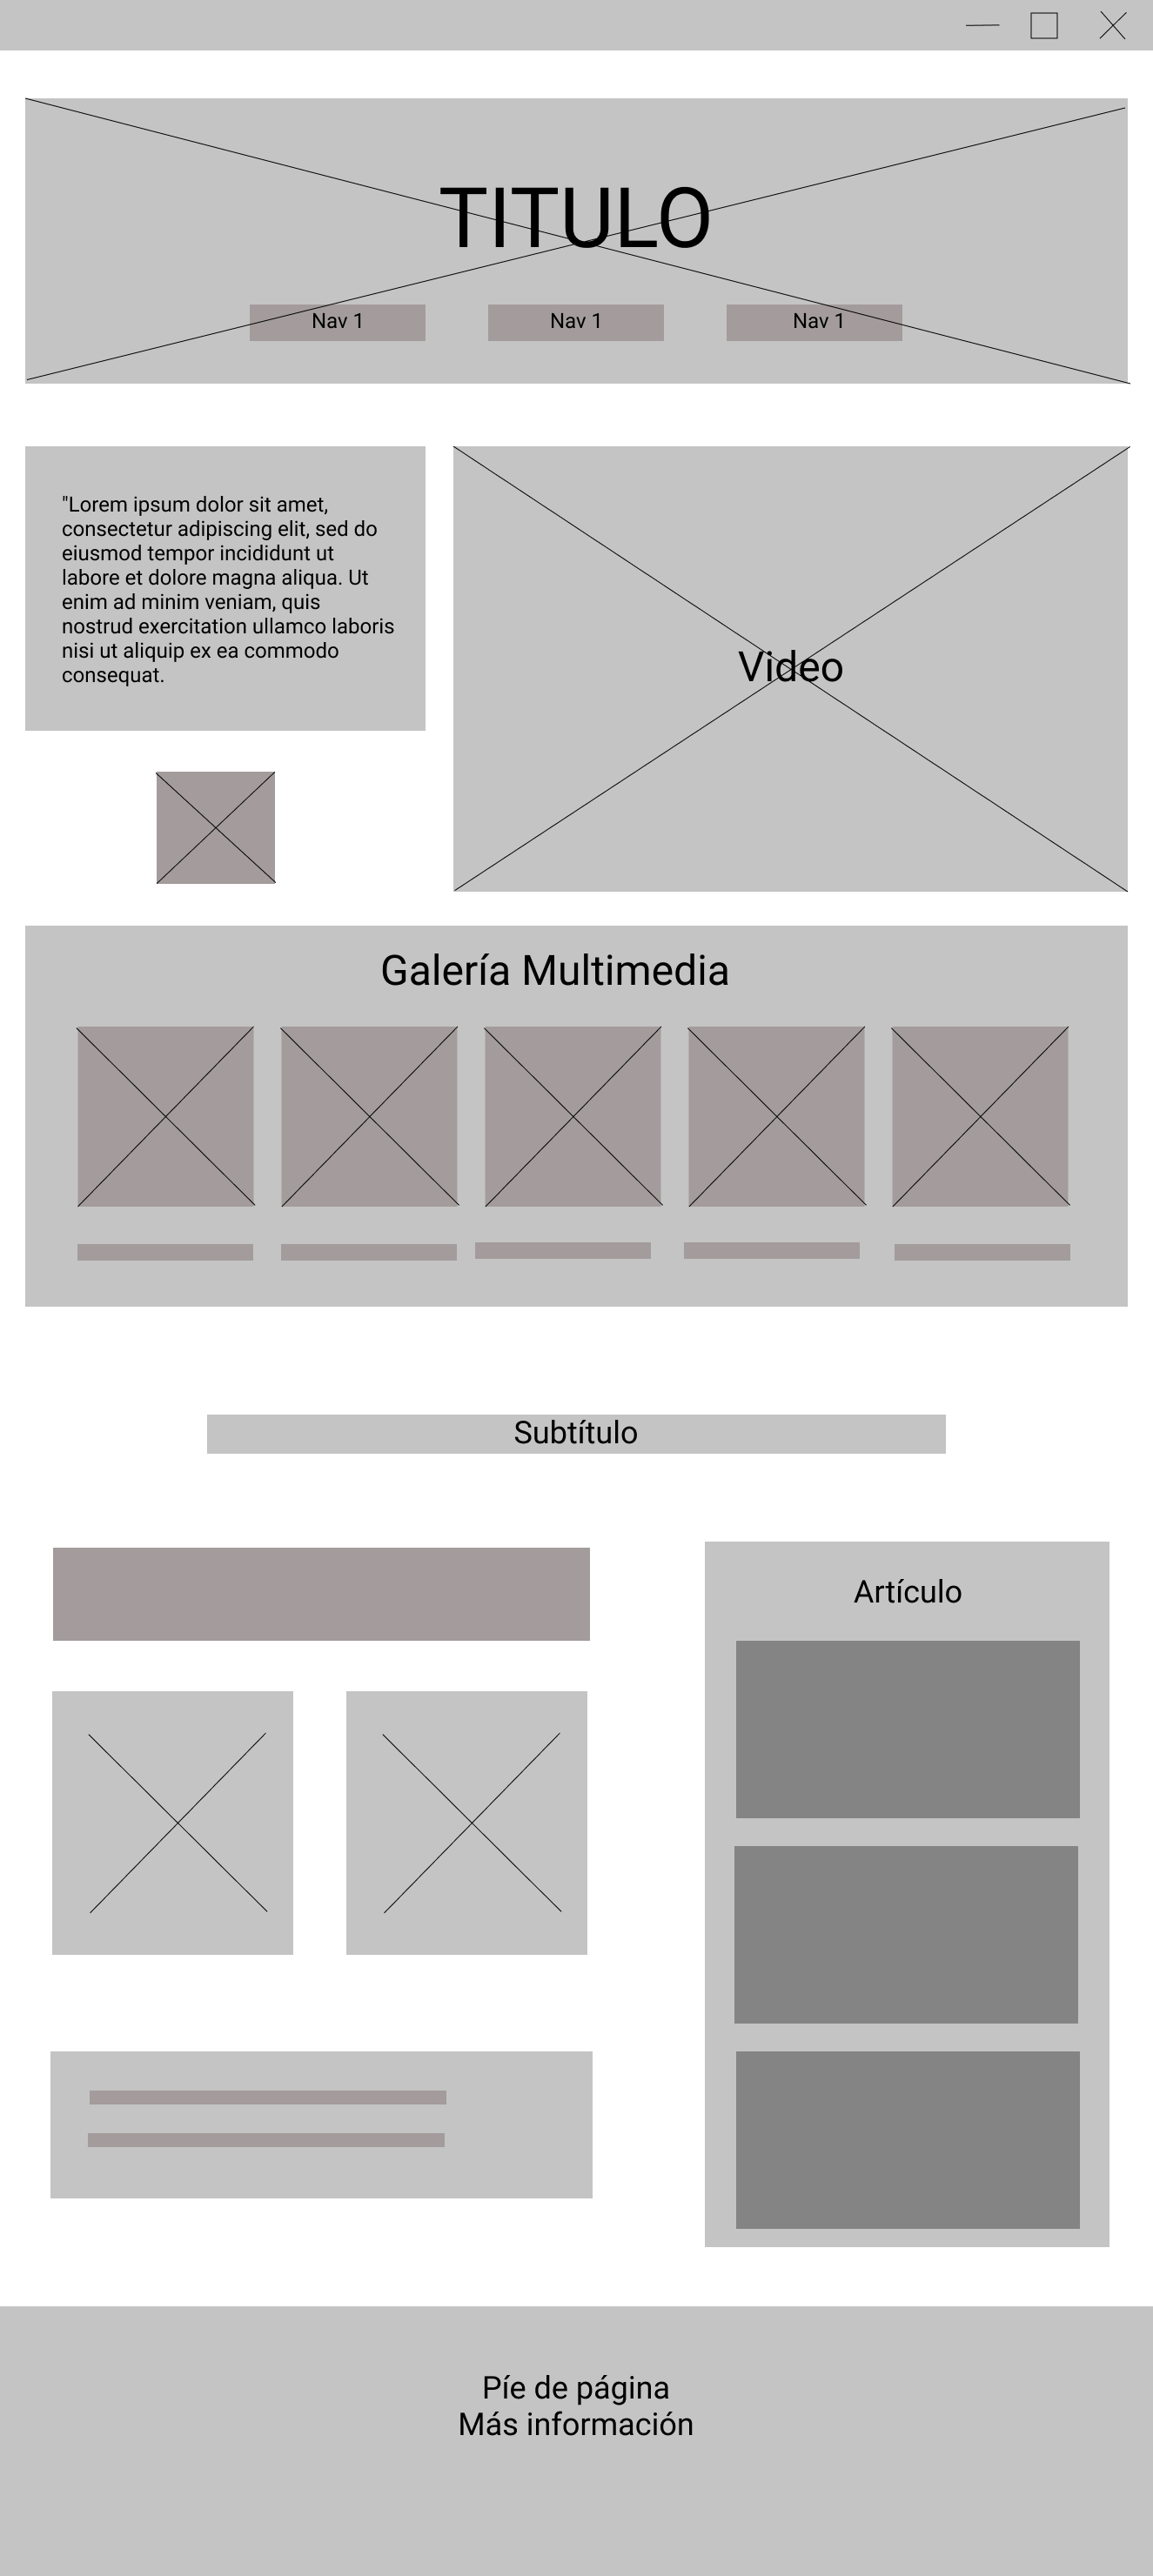 TITULO
Nav 1
Nav 1
Nav 1
"Lorem ipsum dolor sit amet,
consectetur adipiscing elit, sed do
eiusmod tempor incididunt ut
labore et dolore magna aliqua. Ut
enim ad minim veniam, quis
nostrud exercitation ullamco laboris
nisi ut aliquip ex ea commodo
consequat.
Video
Galería Multimedia
Subtítulo
Artículo
Píe de página
Más información